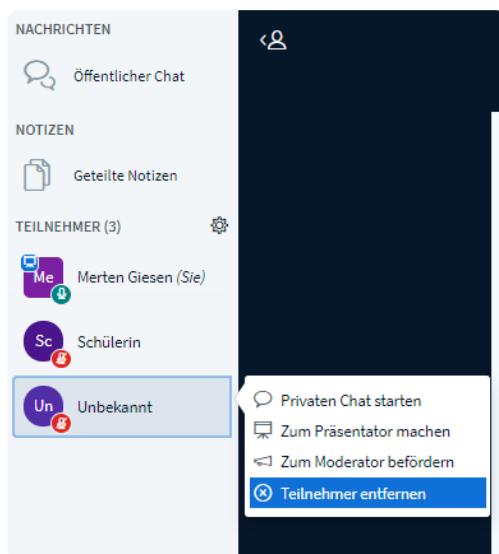 NACHRICHTEN
Öffentlicher Chat
NOTIZEN
Geteilte Notizen
TEILNEHMER (3)
Me Merten Giesen (Sie)
Sc Schülerin
Un Unbekannt
Privaten Chat starten
Zum Präsentator machen
Zum Moderator befördern
Teilnehmer entfernen